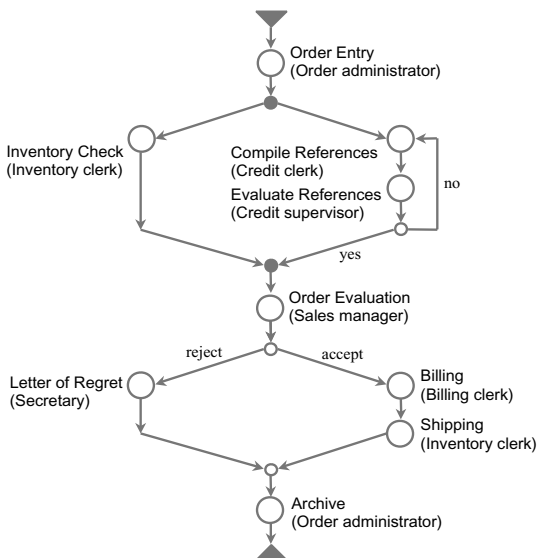 Order Entry
(Order administrator)
Inventory Check
(Inventory clerk)
Compile References
(Credit clerk)
no
Evaluate References
(Credit supervisor)
yes
Order Evaluation
(Sales manager)
reject
accept
Letter of Regret
(Secretary)
Billing
(Billing clerk)
Shipping
(Inventory clerk)
Archive
(Order administrator)